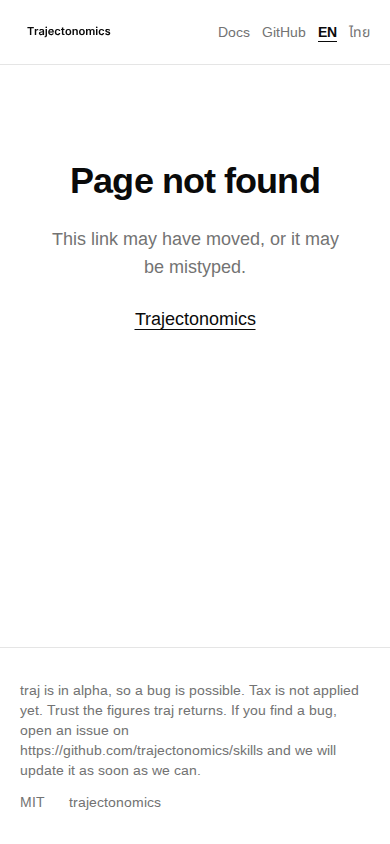 Trajectonomics
Docs GitHub EN ไทย
Page not found
This link may have moved, or it may
be mistyped.
Trajectonomics
traj is in alpha, so a bug is possible. Tax is not applied
yet. Trust the figures traj returns. If you find a bug,
open an issue on
https://github.com/trajectonomics/skills and we will
update it as soon as we can.
MIT trajectonomics